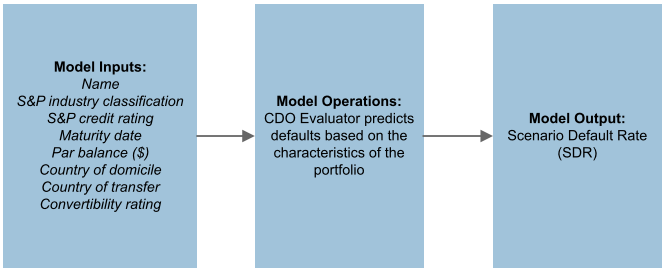 Model Inputs:
Name
S&P industry classification
S&P credit rating
Maturity date
Par balance ($)
Country of domicile
Country of transfer
Convertibility rating
Model Operations:
CDO Evaluator predicts
defaults based on the
characteristics of the
portfolio
Model Output:
Scenario Default Rate
(SDR)